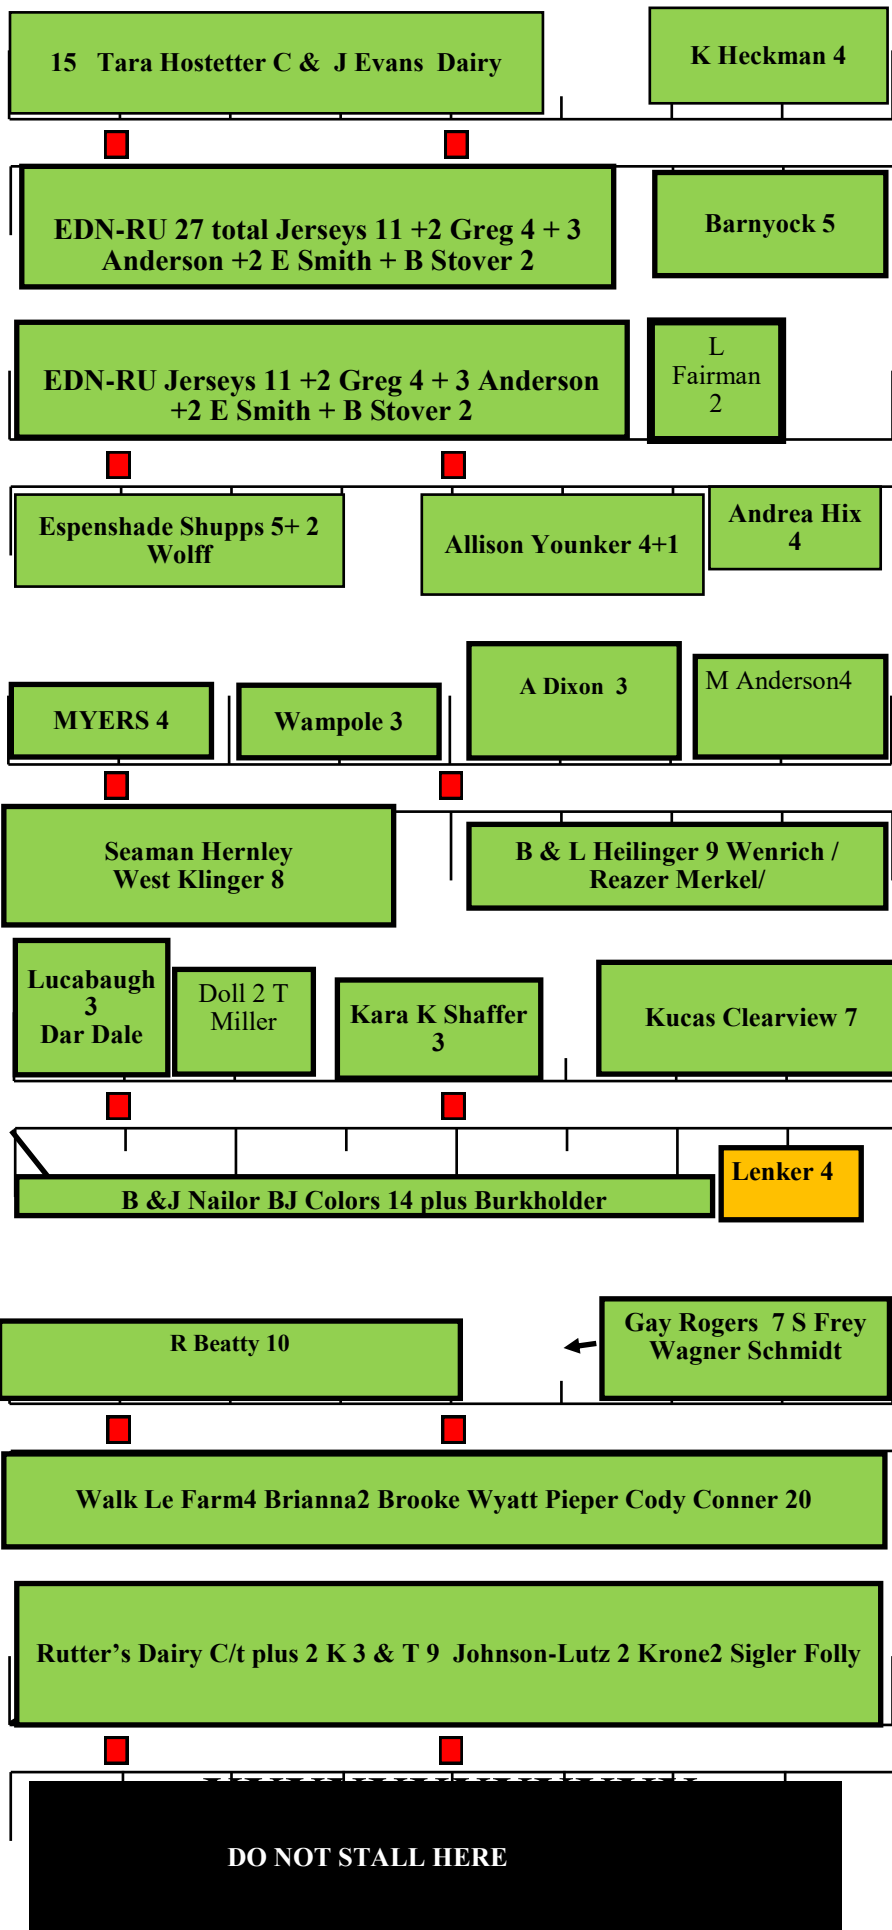 15 Tara Hostetter C & J Evans Dairy
K Heckman 4
EDN-RU 27 total Jerseys 11 +2 Greg 4 + 3
Anderson +2 E Smith + B Stover 2
Barnyock 5
EDN-RU Jerseys 11 +2 Greg 4 + 3 Anderson
+2 E Smith + B Stover 2
L
Fairman
2
Espenshade Shupps 5+ 2
Wolff
Allison Younker 4+1
Andrea Hix
4
MYERS 4
Wampole 3
A Dixon 3
M Anderson4
Seaman Hernley
West Klinger 8
B & L Heilinger 9 Wenrich /
Reazer Merkel/
Lucabaugh
3
Dar Dale
Doll 2 T
Miller
Kara K Shaffer
3
Kucas Clearview 7
B &J Nailor BJ Colors 14 plus Burkholder
Lenker 4
R Beatty 10
Gay Rogers 7 S Frey
Wagner Schmidt
Walk Le Farm4 Brianna2 Brooke Wyatt Pieper Cody Conner 20
Rutter's Dairy C/t plus 2 K 3 & T 9 Johnson-Lutz 2 Krone2 Sigler Folly
DO NOT STALL HERE